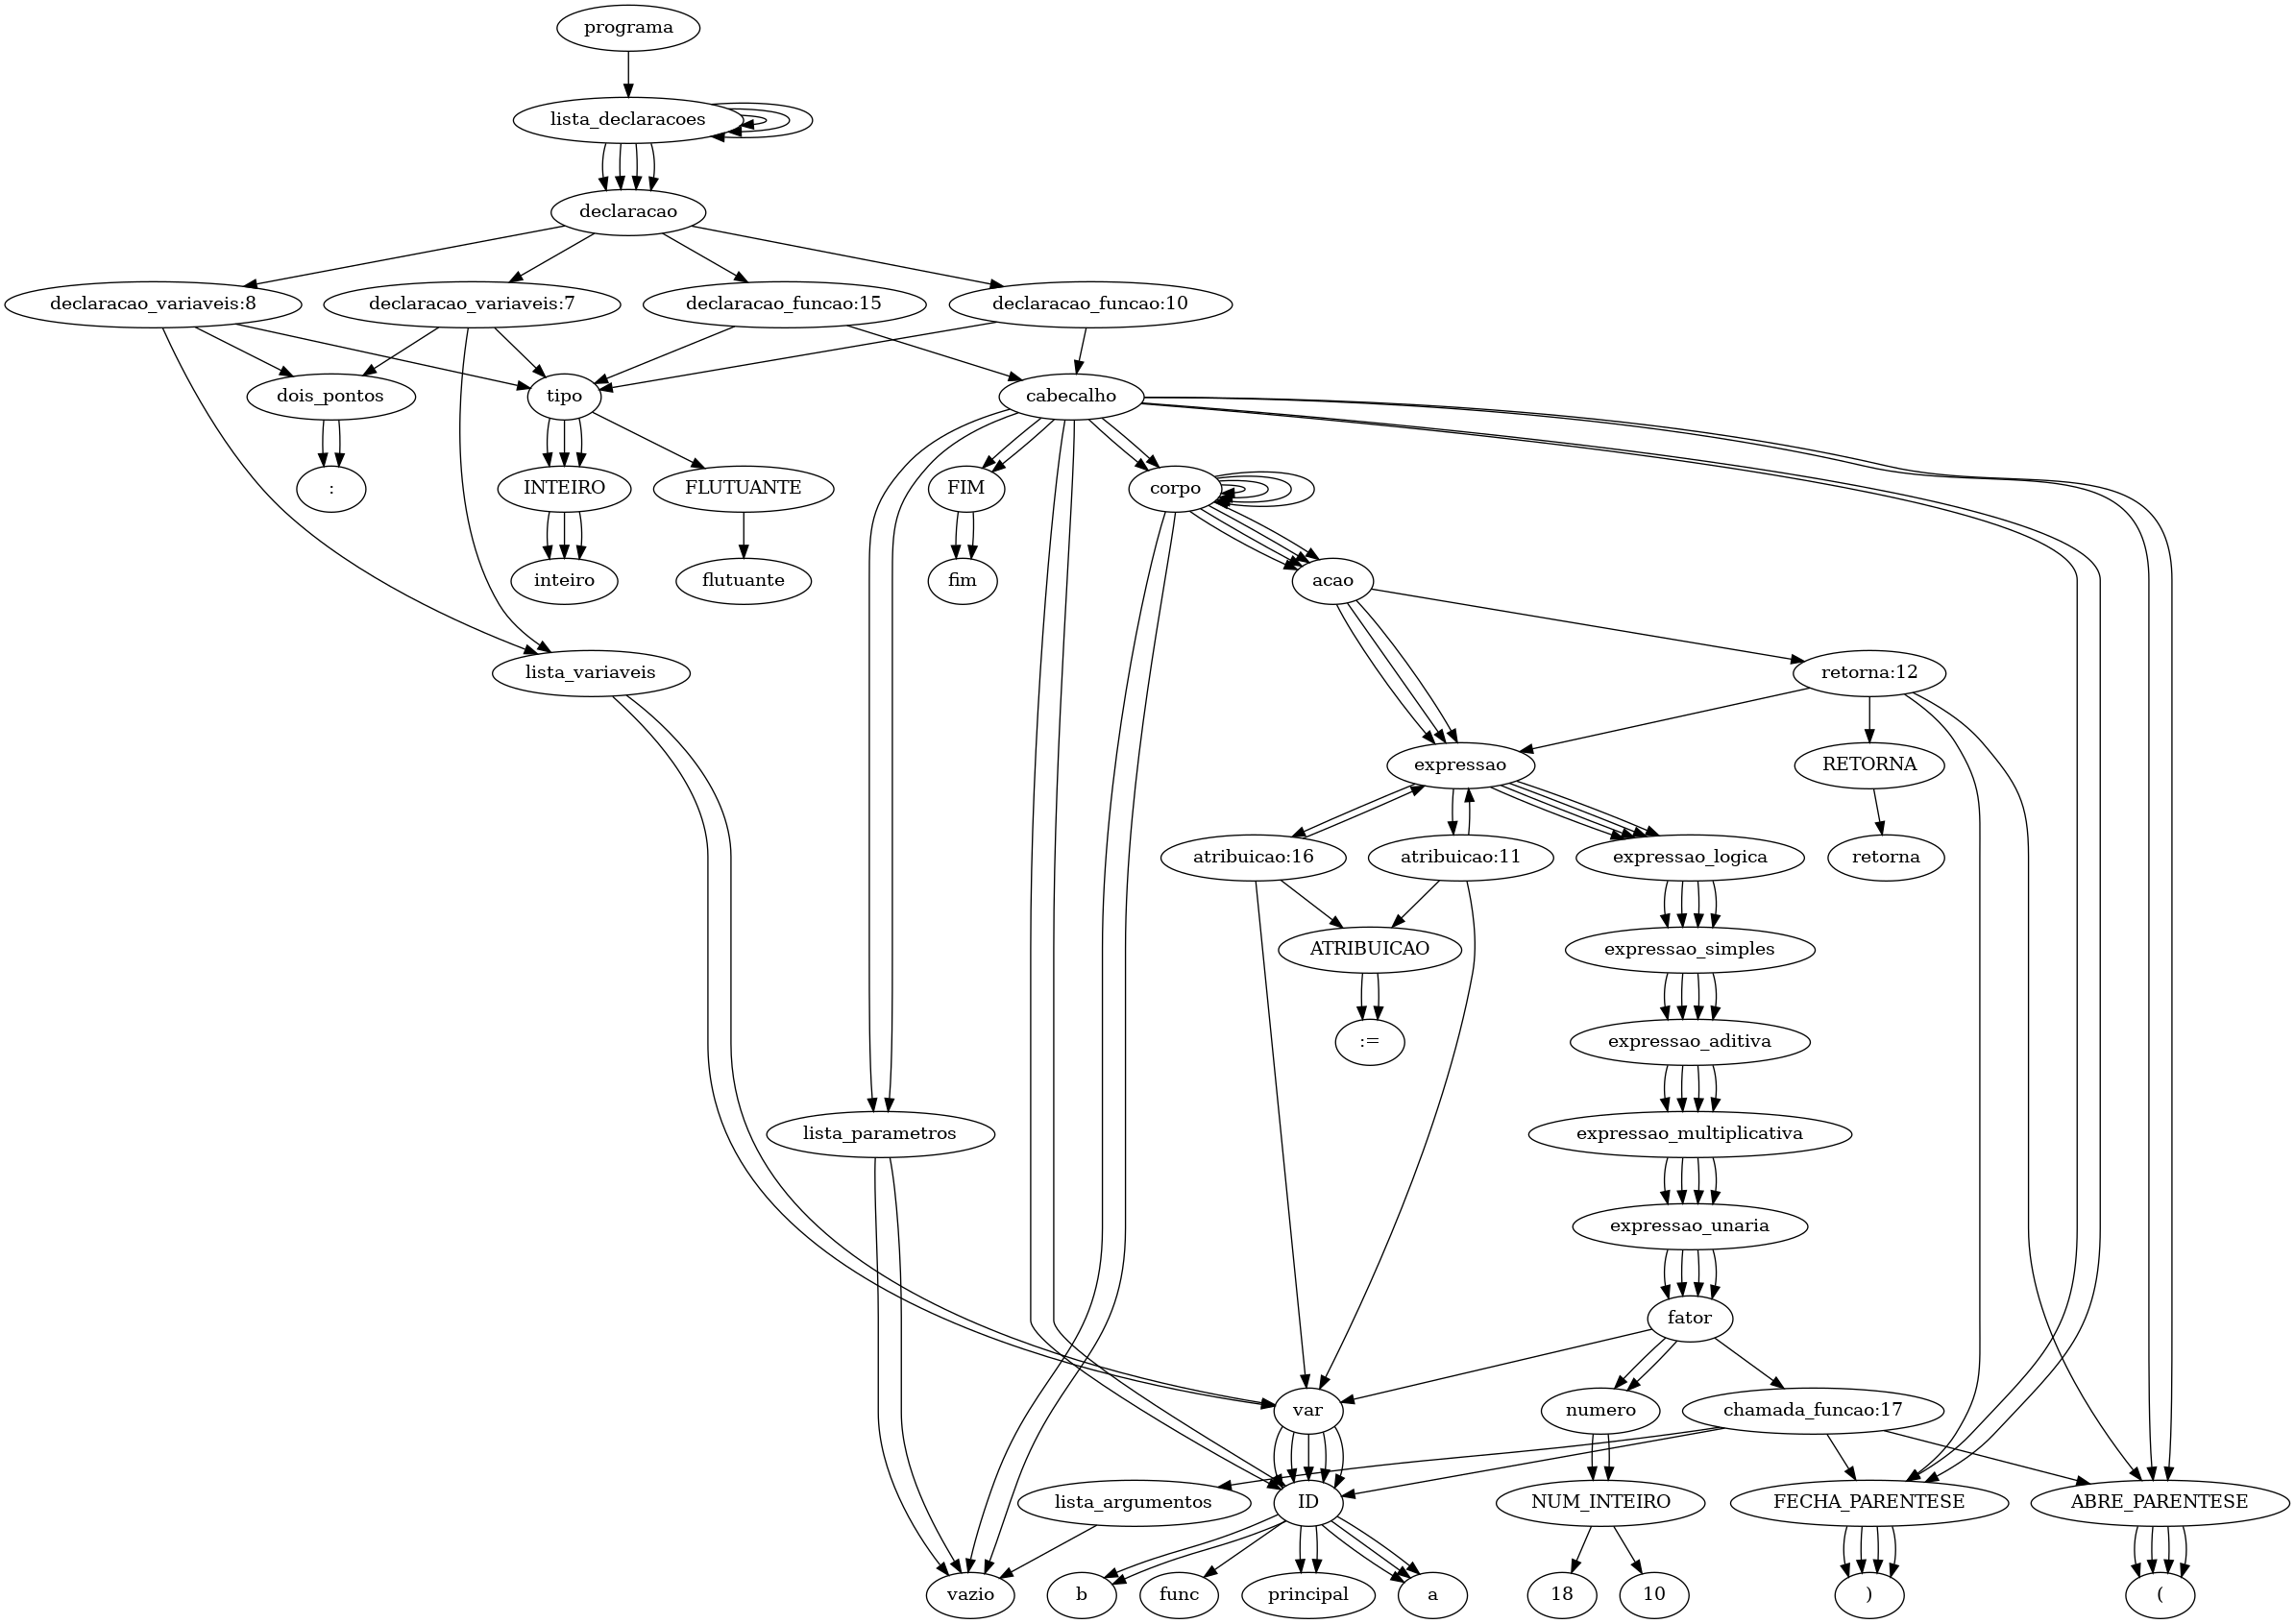 programa
lista_declaracoes
declaracao
declaracao_variaveis:8
declaracao_variaveis:7
declaracao_funcao:15
declaracao_funcao:10
dois_pontos
tipo
cabecalho
:
INTEIRO
FLUTUANTE
FIM
corpo
inteiro
flutuante
fim
acao
lista_variaveis
retorna:12
expressao
RETORNA
atribuicao:16
atribuicao:11
expressao_logica
retorna
ATRIBUICAO
expressao_simples
:=
expressao_aditiva
lista_parametros
expressao_multiplicativa
expressao_unaria
fator
var
numero
chamada_funcao:17
lista_argumentos
ID
NUM_INTEIRO
FECHA_PARENTESE
ABRE_PARENTESE
vazio
b
func
principal
a
18
10
)
(